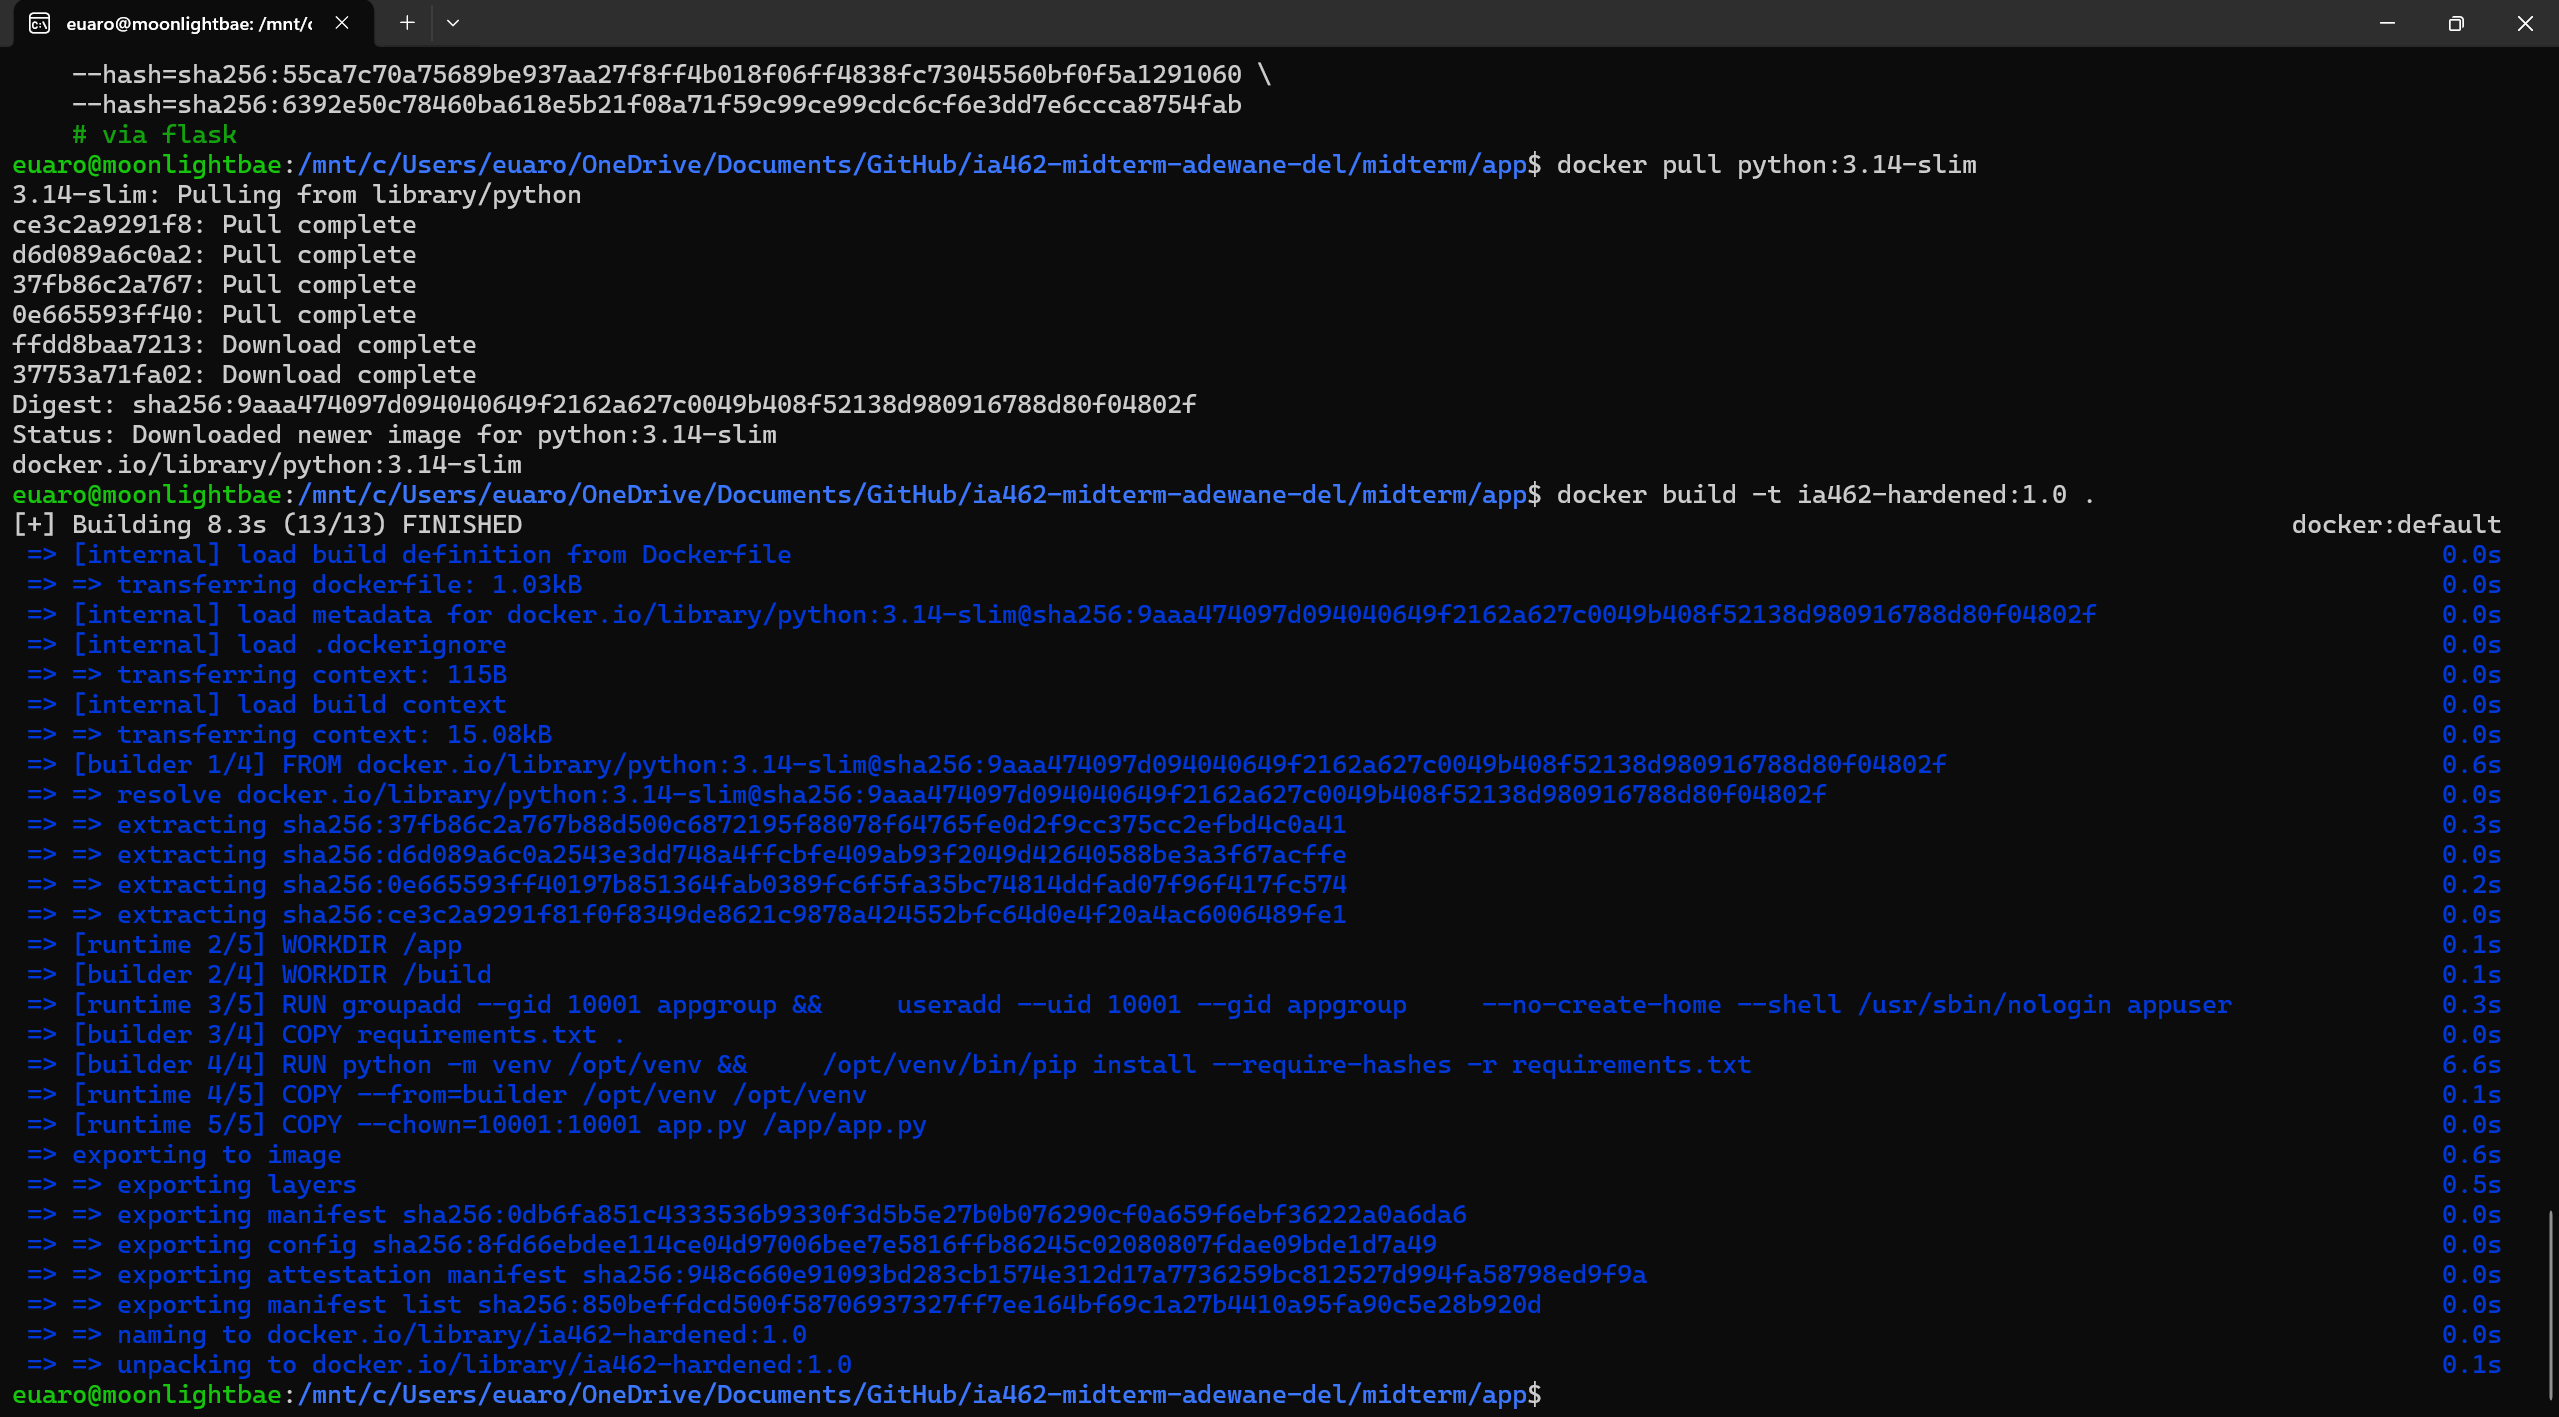 euaro@moonlightbae: /mnt/c
--hash=sha256:55ca7c70a75689be937aa27f8ff4b018f06ff4838fc73045560bf0f5a1291060 \
--hash=sha256:6392e50c78460ba618e5b21f08a71f59c99ce99cdc6cf6e3dd7e6ccca8754fab
# via flask
euaro@moonlightbae:/mnt/c/Users/euaro/OneDrive/Documents/GitHub/ia462-midterm-adewane-del/midterm/app$ docker pull python:3.14-slim
3.14-slim: Pulling from library/python
ce3c2a9291f8: Pull complete
d6d089a6c0a2: Pull complete
37fb86c2a767: Pull complete
0e665593ff40: Pull complete
ffdd8baa7213: Download complete
37753a71fa02: Download complete
Digest: sha256:9aaa474097d094040649f2162a627c0049b408f52138d980916788d80f04802f
Status: Downloaded newer image for python:3.14-slim
docker.io/library/python:3.14-slim
euaro@moonlightbae:/mnt/c/Users/euaro/OneDrive/Documents/GitHub/ia462-midterm-adewane-del/midterm/app$ docker build -t ia462-hardened:1.0 .
[+] Building 8.3s (13/13) FINISHED docker:default
=> [internal] load build definition from Dockerfile 0.0s
=> => transferring dockerfile: 1.03kB 0.0s
=> [internal] load metadata for docker.io/library/python:3.14-slim@sha256:9aaa474097d094040649f2162a627c0049b408f52138d980916788d80f04802f 0.0s
=> [internal] load .dockerignore 0.0s
=> => transferring context: 115B 0.0s
=> [internal] load build context 0.0s
=> => transferring context: 15.08kB 0.0s
=> [builder 1/4] FROM docker.io/library/python:3.14-slim@sha256:9aaa474097d094040649f2162a627c0049b408f52138d980916788d80f04802f 0.6s
=> => resolve docker.io/library/python:3.14-slim@sha256:9aaa474097d094040649f2162a627c0049b408f52138d980916788d80f04802f 0.0s
=> => extracting sha256:37fb86c2a767b88d500c6872195f88078f64765fe0d2f9cc375cc2efbd4c0a41 0.3s
=> => extracting sha256:d6d089a6c0a2543e3dd748a4ffcbfe409ab93f2049d42640588be3a3f67acffe 0.0s
=> => extracting sha256:0e665593ff40197b851364fab0389fc6f5fa35bc74814ddfad07f96f417fc574 0.2s
=> => extracting sha256:ce3c2a9291f81f0f8349de8621c9878a424552bfc64d0e4f20a4ac6006489fe1 0.0s
=> [runtime 2/5] WORKDIR /app 0.1s
=> [builder 2/4] WORKDIR /build 0.1s
=> [runtime 3/5] RUN groupadd --gid 10001 appgroup && useradd --uid 10001 --gid appgroup --no-create-home --shell /usr/sbin/nologin appuser 0.3s
=> [builder 3/4] COPY requirements.txt . 0.0s
=> [builder 4/4] RUN python -m venv /opt/venv && /opt/venv/bin/pip install --require-hashes -r requirements.txt 6.6s
=> [runtime 4/5] COPY --from=builder /opt/venv /opt/venv 0.1s
=> [runtime 5/5] COPY --chown=10001:10001 app.py /app/app.py 0.0s
=> exporting to image 0.6s
=> => exporting layers 0.5s
=> => exporting manifest sha256:0db6fa851c4333536b9330f3d5b5e27b0b076290cf0a659f6ebf36222a0a6da6 0.0s
=> => exporting config sha256:8fd66ebdee114ce04d97006bee7e5816ffb86245c02080807fdae09bde1d7a49 0.0s
=> => exporting attestation manifest sha256:948c660e91093bd283cb1574e312d17a7736259bc812527d994fa58798ed9f9a 0.0s
=> => exporting manifest list sha256:850beffdcd500f58706937327ff7ee164bf69c1a27b4410a95fa90c5e28b920d 0.0s
=> => naming to docker.io/library/ia462-hardened:1.0 0.0s
=> => unpacking to docker.io/library/ia462-hardened:1.0 0.1s
euaro@moonlightbae:/mnt/c/Users/euaro/OneDrive/Documents/GitHub/ia462-midterm-adewane-del/midterm/app$